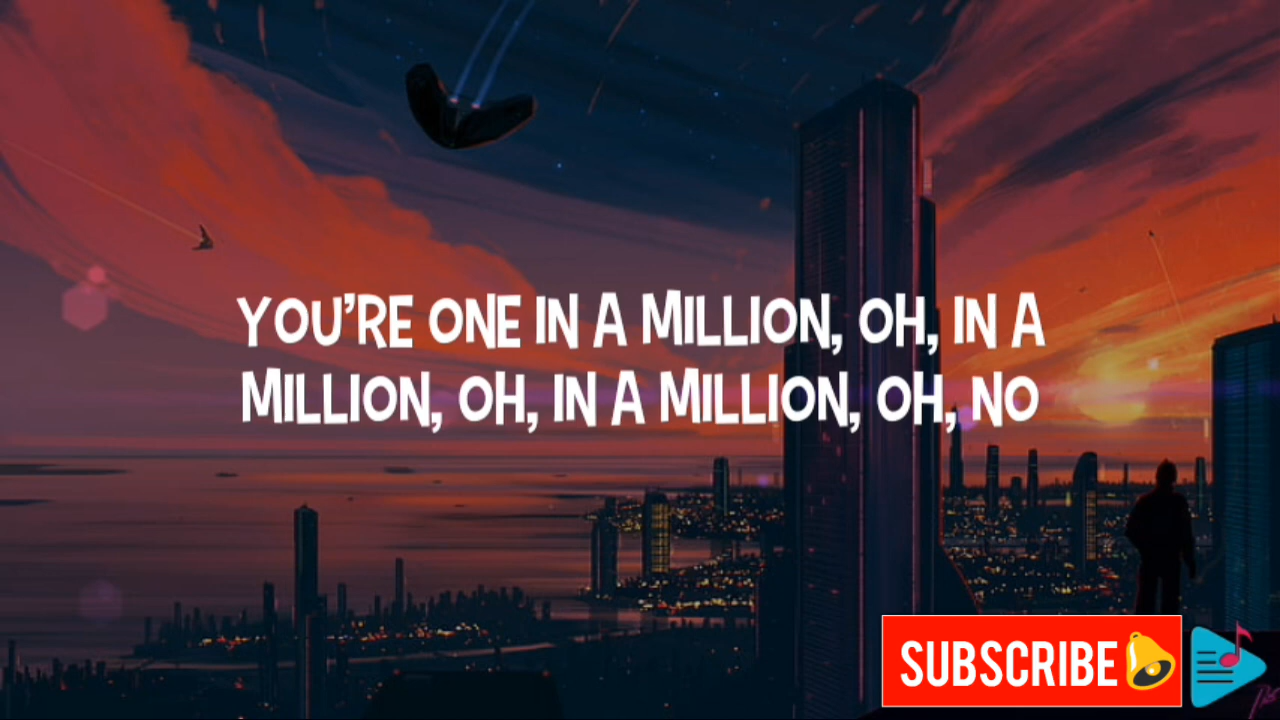 YOU'RE ONE IN A MILLION, OH, IN A
MILLION, OH, IN A MILLION, OH, NO
SUBSCRIBE